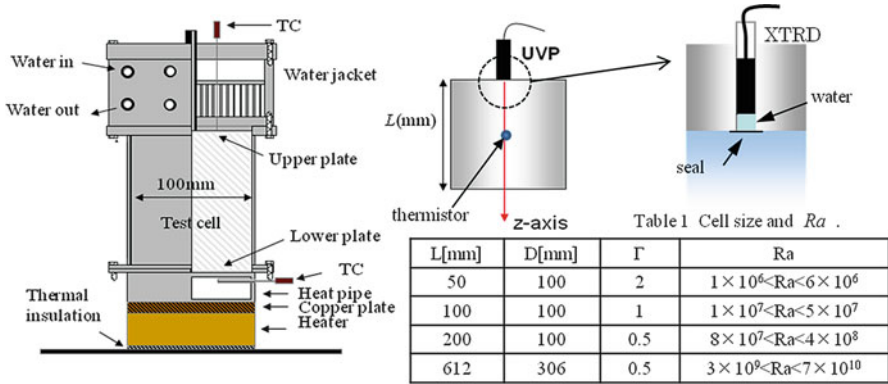 TC
Water in
Water jacket
Water out
Upper plate
100mm
Test cell
Lower plate
TC
Thermal
insulation
Heat pipe
Copper plate
Heater
UVP
L(mm)
thermistor
z-axis
XTRD
water
seal
Table 1 Cell size and Ra .
L[mm] D[mm] Γ Ra
50 100 2 1×10⁶<Ra<6×10⁶
100 100 1 1×10⁷<Ra<5×10⁷
200 100 0.5 8×10⁷<Ra<4×10⁸
612 306 0.5 3×10⁹<Ra<7×10¹⁰